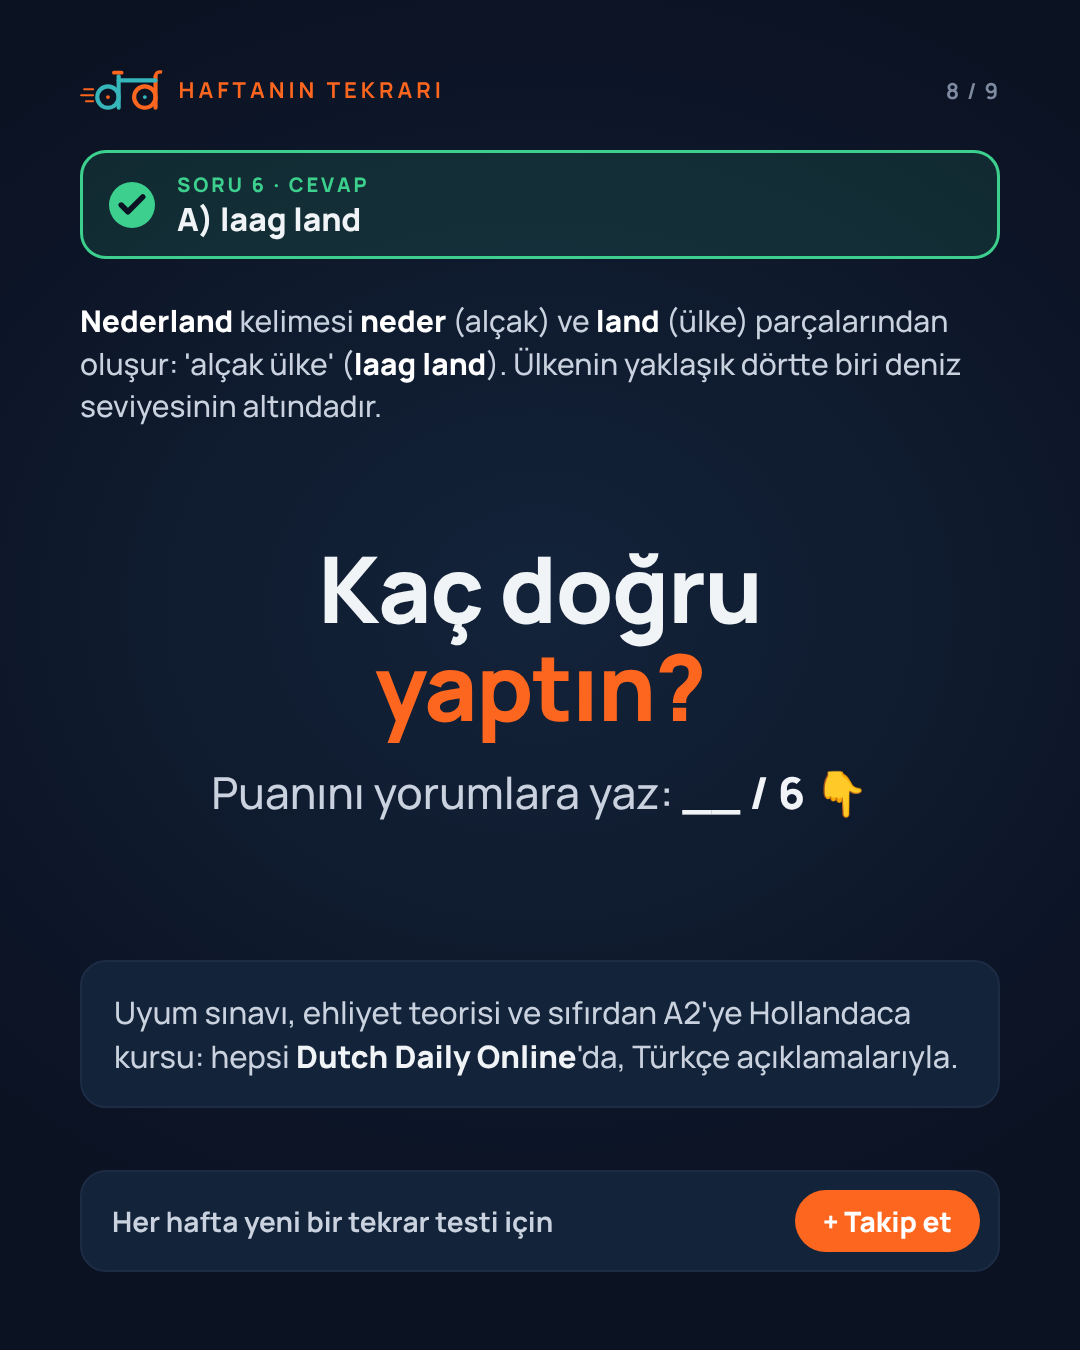 HAFTANIN TEKRARI
8 / 9
SORU 6 · CEVAP
A) laag land
Nederland kelimesi neder (alçak) ve land (ülke) parçalarından
oluşur: 'alçak ülke' (laag land). Ülkenin yaklaşık dörtte biri deniz
seviyesinin altındadır.
Kaç doğru
yaptın?
Puanını yorumlara yaz: __ / 6 👇
Uyum sınavı, ehliyet teorisi ve sıfırdan A2'ye Hollandaca
kursu: hepsi Dutch Daily Online'da, Türkçe açıklamalarıyla.
Her hafta yeni bir tekrar testi için
+ Takip et